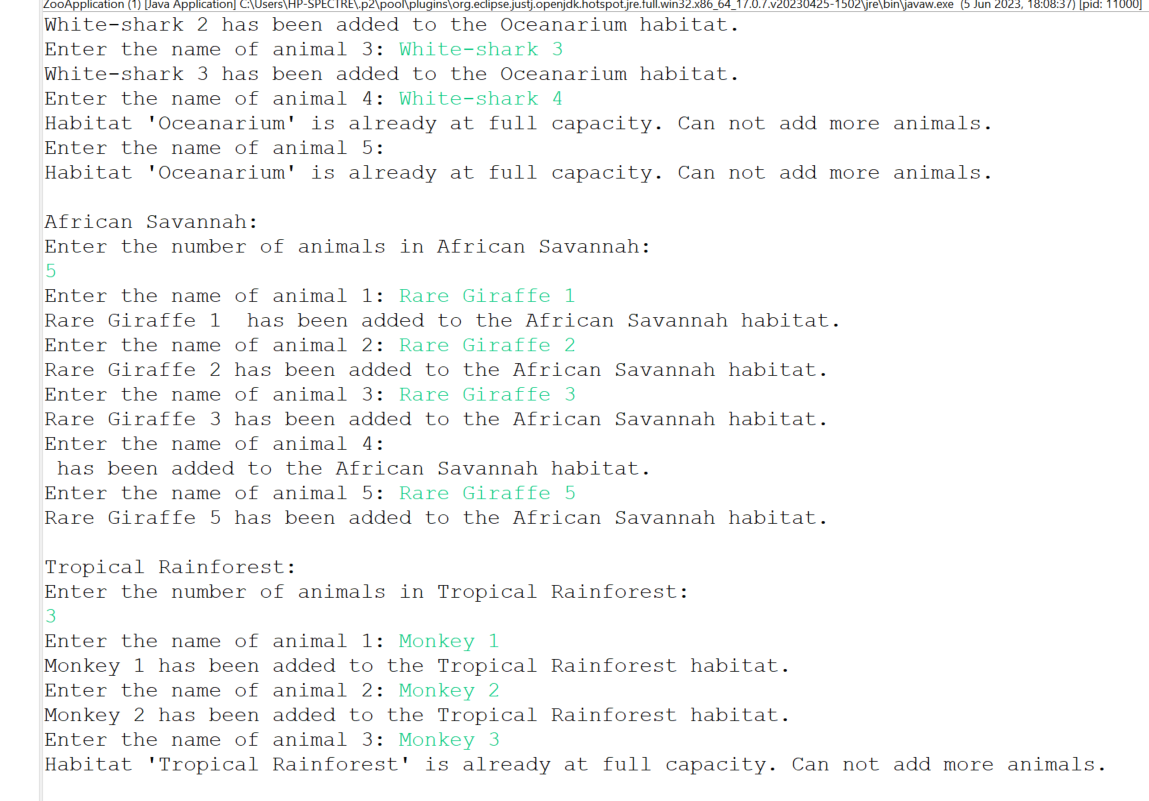 ZooApplication (1) [Java Application] C:\Users\HP-SPECTRE\.p2\pool\plugins\org.eclipse.justj.openjdk.hotspot.jre.full.win32.x86_64_17.0.7.v20230425-1502\jre\bin\javaw.exe (5 Jun 2023, 18:08:37) [pid: 11000]
White-shark 2 has been added to the Oceanarium habitat.
Enter the name of animal 3: White-shark 3
White-shark 3 has been added to the Oceanarium habitat.
Enter the name of animal 4: White-shark 4
Habitat 'Oceanarium' is already at full capacity. Can not add more animals.
Enter the name of animal 5:
Habitat 'Oceanarium' is already at full capacity. Can not add more animals.
African Savannah:
Enter the number of animals in African Savannah:
5
Enter the name of animal 1: Rare Giraffe 1
Rare Giraffe 1  has been added to the African Savannah habitat.
Enter the name of animal 2: Rare Giraffe 2
Rare Giraffe 2 has been added to the African Savannah habitat.
Enter the name of animal 3: Rare Giraffe 3
Rare Giraffe 3 has been added to the African Savannah habitat.
Enter the name of animal 4:
 has been added to the African Savannah habitat.
Enter the name of animal 5: Rare Giraffe 5
Rare Giraffe 5 has been added to the African Savannah habitat.
Tropical Rainforest:
Enter the number of animals in Tropical Rainforest:
3
Enter the name of animal 1: Monkey 1
Monkey 1 has been added to the Tropical Rainforest habitat.
Enter the name of animal 2: Monkey 2
Monkey 2 has been added to the Tropical Rainforest habitat.
Enter the name of animal 3: Monkey 3
Habitat 'Tropical Rainforest' is already at full capacity. Can not add more animals.